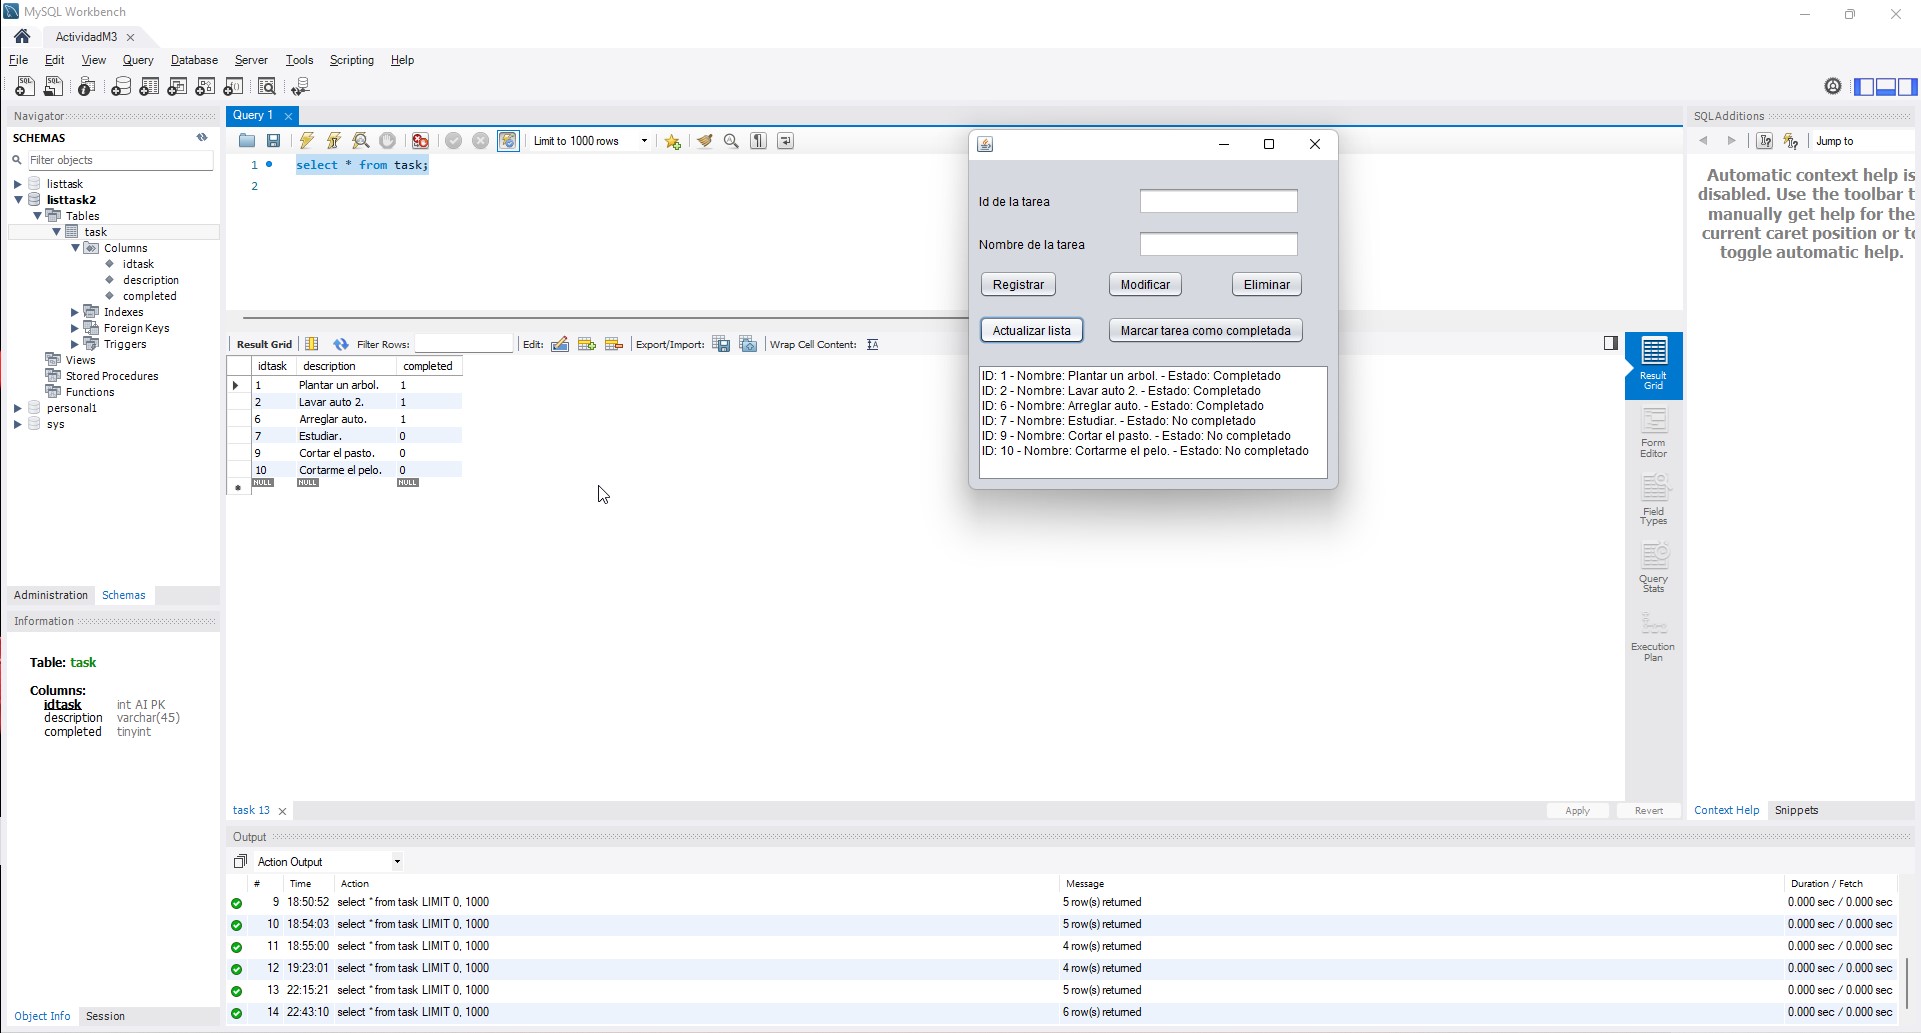 MySQL Workbench
ActividadM3
File Edit View Query Database Server Tools Scripting Help
Navigator
SCHEMAS
Filter objects
listtask
listtask2
Tables
task
Columns
idtask
description
completed
Indexes
Foreign Keys
Triggers
Views
Stored Procedures
Functions
personal1
sys
Administration Schemas
Information
Table: task
Columns:
idtask int AI PK
description varchar(45)
completed tinyint
Object Info Session
Query 1
Limit to 1000 rows
1 select * from task;
2
Result Grid Filter Rows: Edit: Export/Import: Wrap Cell Content:
idtask description completed
1 Plantar un arbol. 1
2 Lavar auto 2. 1
6 Arreglar auto. 1
7 Estudiar. 0
9 Cortar el pasto. 0
10 Cortarme el pelo. 0
NULL NULL NULL
Id de la tarea
Nombre de la tarea
Registrar Modificar Eliminar
Actualizar lista Marcar tarea como completada
ID: 1 - Nombre: Plantar un arbol. - Estado: Completado
ID: 2 - Nombre: Lavar auto 2. - Estado: Completado
ID: 6 - Nombre: Arreglar auto. - Estado: Completado
ID: 7 - Nombre: Estudiar. - Estado: No completado
ID: 9 - Nombre: Cortar el pasto. - Estado: No completado
ID: 10 - Nombre: Cortarme el pelo. - Estado: No completado
Result
Grid
Form
Editor
Field
Types
Query
Stats
Execution
Plan
SQLAdditions
Jump to
Automatic context help is
disabled. Use the toolbar t
manually get help for the
current caret position or to
toggle automatic help.
task 13
Apply Revert
Context Help Snippets
Output
Action Output
# Time Action Message Duration / Fetch
9 18:50:52 select * from task LIMIT 0, 1000 5 row(s) returned 0.000 sec / 0.000 sec
10 18:54:03 select * from task LIMIT 0, 1000 5 row(s) returned 0.000 sec / 0.000 sec
11 18:55:00 select * from task LIMIT 0, 1000 4 row(s) returned 0.000 sec / 0.000 sec
12 19:23:01 select * from task LIMIT 0, 1000 4 row(s) returned 0.000 sec / 0.000 sec
13 22:15:21 select * from task LIMIT 0, 1000 5 row(s) returned 0.000 sec / 0.000 sec
14 22:43:10 select * from task LIMIT 0, 1000 6 row(s) returned 0.000 sec / 0.000 sec